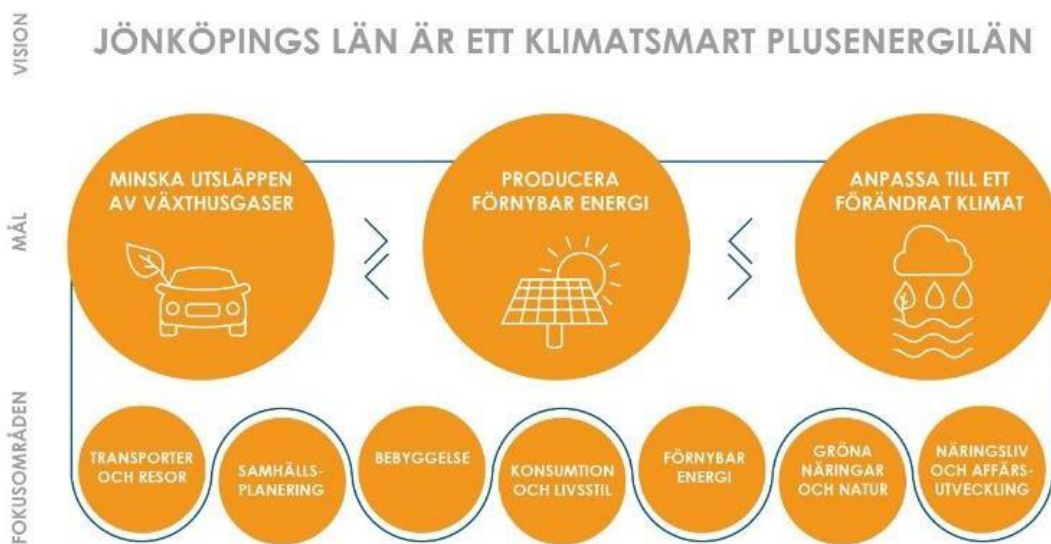 VISION
JÖNKÖPINGS LÄN ÄR ETT KLIMATSMART PLUSENERGILÄN
MÅL
MINSKA UTSLÄPPEN
AV VÄXTHUSGASER
PRODUCERA
FÖRNYBAR ENERGI
ANPASSA TILL ETT
FÖRÄNDRAT KLIMAT
FOKUSOMRÅDEN
TRANSPORTER
OCH RESOR
SAMHÄLLS-
PLANERING
BEBYGGELSE
KONSUMTION
OCH LIVSSTIL
FÖRNYBAR
ENERGI
GRÖNA
NÄRINGAR
OCH NATUR
NÄRINGSLIV
OCH AFFÄRS-
UTVECKLING